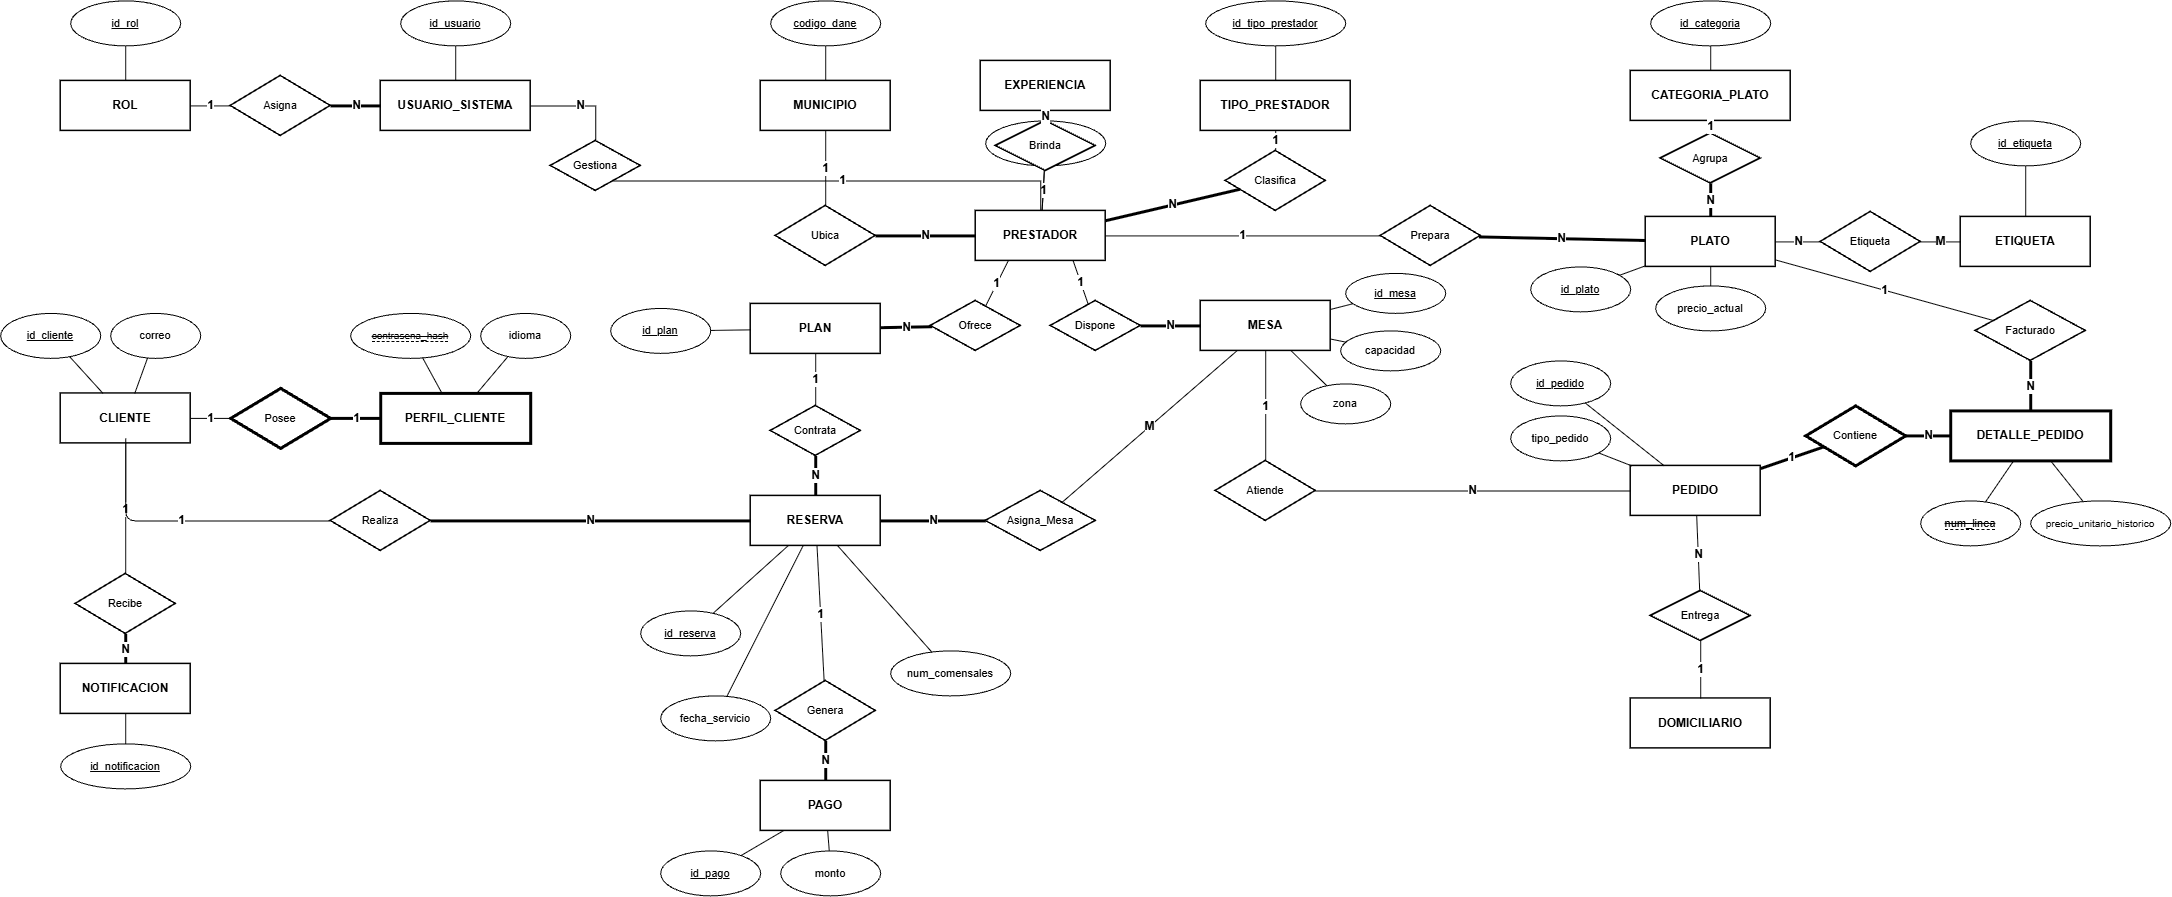 id_rol
id_usuario
codigo_dane
id_tipo_prestador
id_categoria
ROL
1
Asigna
N
USUARIO_SISTEMA
N
MUNICIPIO
EXPERIENCIA
TIPO_PRESTADOR
CATEGORIA_PLATO
N
Brinda
1
1
1
Agrupa
N
id_etiqueta
Gestiona
1
1
Clasifica
N
Ubica
N
PRESTADOR
1
Prepara
N
PLATO
N
Etiqueta
M
ETIQUETA
1
1
id_plato
precio_actual
1
id_mesa
id_cliente
correo
contrasena_hash
idioma
id_plan
PLAN
N
Ofrece
Dispone
N
MESA
capacidad
Facturado
N
zona
id_pedido
tipo_pedido
CLIENTE
1
Posee
1
PERFIL_CLIENTE
1
Contrata
N
M
1
1
Contiene
N
DETALLE_PEDIDO
1
1
Realiza
N
RESERVA
N
Asigna_Mesa
Atiende
N
PEDIDO
num_linea
precio_unitario_historico
Recibe
N
1
N
Entrega
1
id_reserva
num_comensales
NOTIFICACION
fecha_servicio
Genera
N
DOMICILIARIO
id_notificacion
PAGO
id_pago
monto